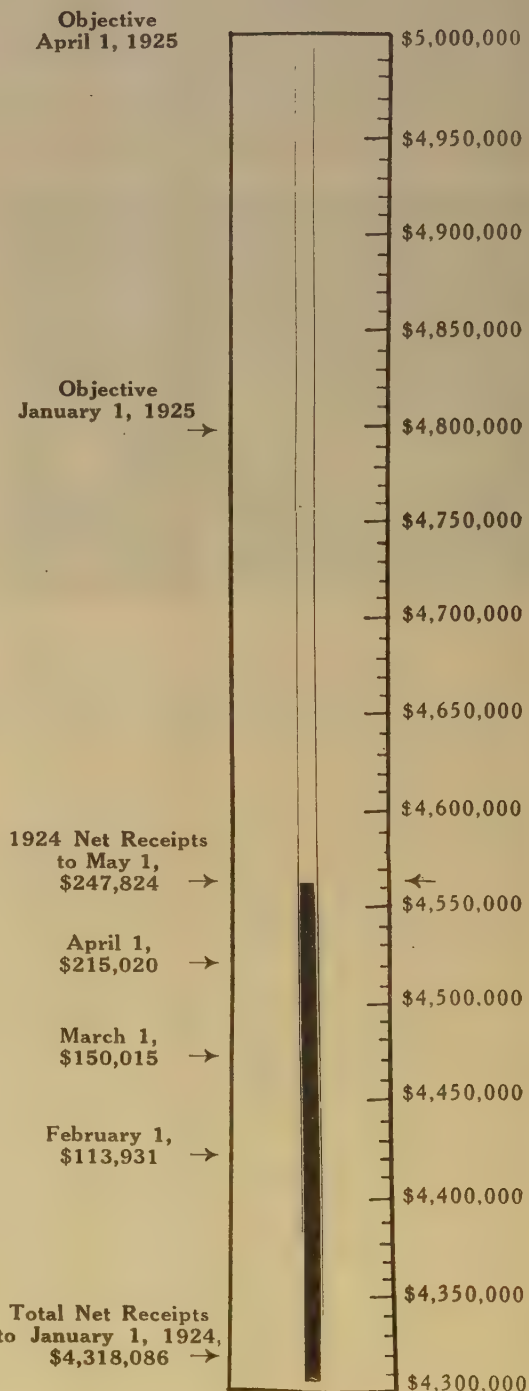 Objective
April 1, 1925
$5,000,000
$4,950,000
$4,900,000
$4,850,000
Objective
January 1, 1925 →
$4,800,000
$4,750,000
$4,700,000
$4,650,000
$4,600,000
1924 Net Receipts
to May 1,
$247,824 →
←
$4,550,000
April 1,
$215,020 →
$4,500,000
March 1,
$150,015 →
$4,450,000
February 1,
$113,931 →
$4,400,000
$4,350,000
Total Net Receipts
to January 1, 1924,
$4,318,086 →
$4,300,000